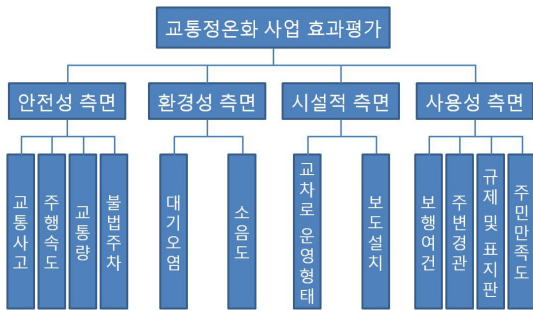 교통정온화 사업 효과평가
안전성 측면
환경성 측면
시설적 측면
사용성 측면
교통사고
주행속도
교통량
불법주차
대기오염
소음도
교차로 운영형태
보도설치
보행여건
주변경관
규제 및 표지판
주민만족도